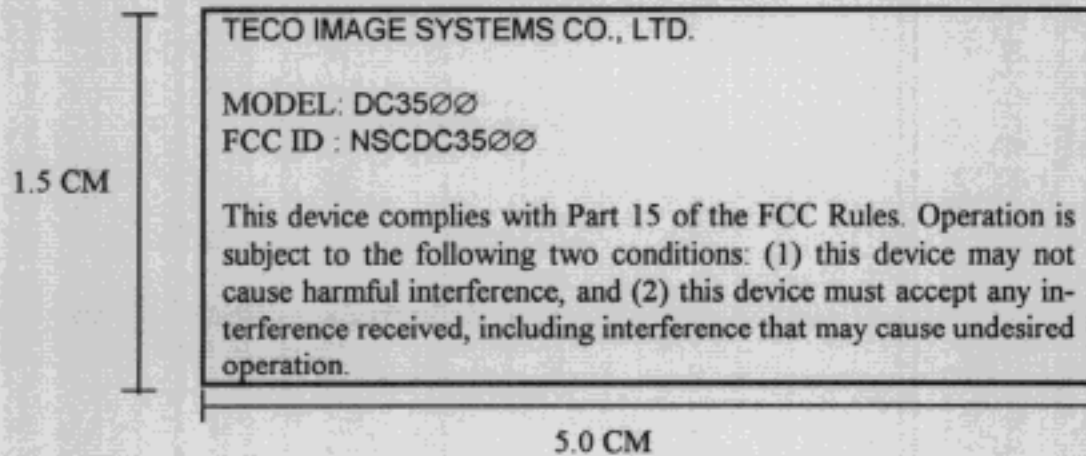 TECO IMAGE SYSTEMS CO., LTD.
MODEL: DC35ØØ
FCC ID : NSCDC35ØØ
1.5 CM
This device complies with Part 15 of the FCC Rules. Operation is
subject to the following two conditions: (1) this device may not
cause harmful interference, and (2) this device must accept any in-
terference received, including interference that may cause undesired
operation.
5.0 CM